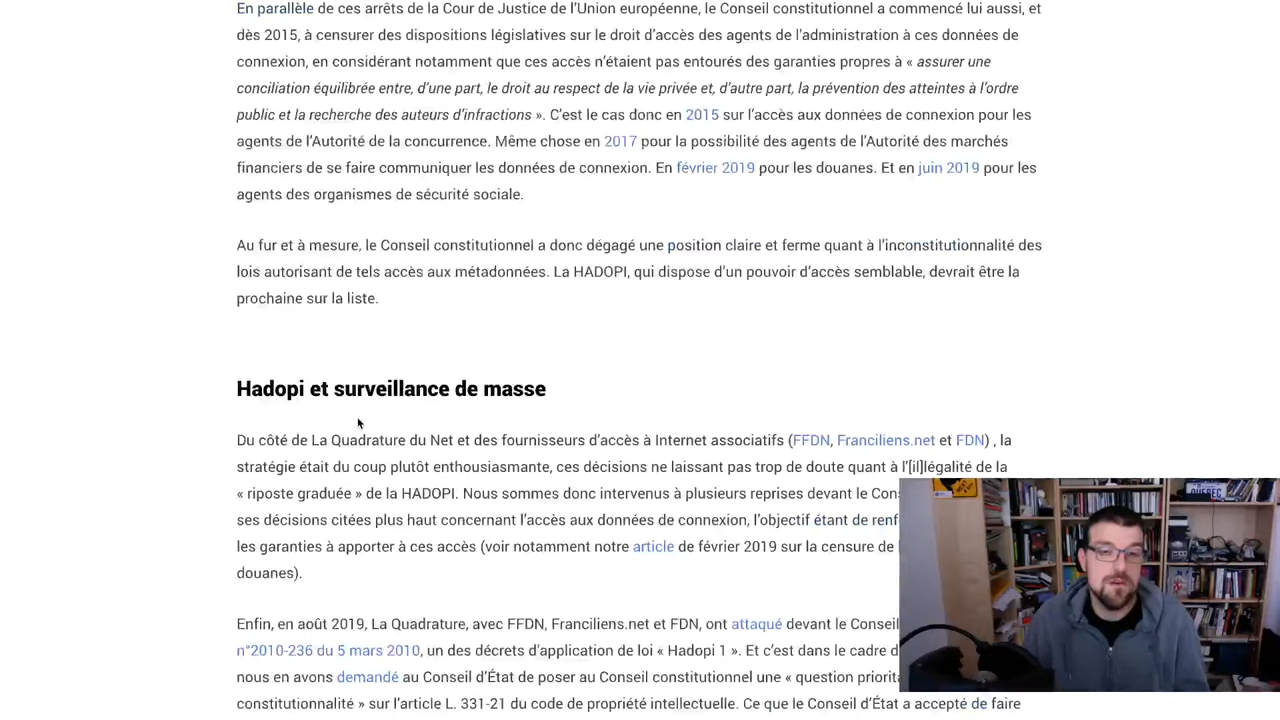 En parallèle de ces arrêts de la Cour de Justice de l'Union européenne, le Conseil constitutionnel a commencé lui aussi, et
dès 2015, à censurer des dispositions législatives sur le droit d'accès des agents de l'administration à ces données de
connexion, en considérant notamment que ces accès n'étaient pas entourés des garanties propres à « assurer une
conciliation équilibrée entre, d'une part, le droit au respect de la vie privée et, d'autre part, la prévention des atteintes à l'ordre
public et la recherche des auteurs d'infractions ». C'est le cas donc en 2015 sur l'accès aux données de connexion pour les
agents de l'Autorité de la concurrence. Même chose en 2017 pour la possibilité des agents de l'Autorité des marchés
financiers de se faire communiquer les données de connexion. En février 2019 pour les douanes. Et en juin 2019 pour les
agents des organismes de sécurité sociale.
Au fur et à mesure, le Conseil constitutionnel a donc dégagé une position claire et ferme quant à l'inconstitutionnalité des
lois autorisant de tels accès aux métadonnées. La HADOPI, qui dispose d'un pouvoir d'accès semblable, devrait être la
prochaine sur la liste.
Hadopi et surveillance de masse
Du côté de La Quadrature du Net et des fournisseurs d'accès à Internet associatifs (FFDN, Franciliens.net et FDN) , la
stratégie était du coup plutôt enthousiasmante, ces décisions ne laissant pas trop de doute quant à l'[il]légalité de la
« riposte graduée » de la HADOPI. Nous sommes donc intervenus à plusieurs reprises devant le Cons
ses décisions citées plus haut concernant l'accès aux données de connexion, l'objectif étant de renf
les garanties à apporter à ces accès (voir notamment notre article de février 2019 sur la censure de
douanes).
Enfin, en août 2019, La Quadrature, avec FFDN, Franciliens.net et FDN, ont attaqué devant le Conseil
n°2010-236 du 5 mars 2010, un des décrets d'application de loi « Hadopi 1 ». Et c'est dans le cadre d
nous en avons demandé au Conseil d'État de poser au Conseil constitutionnel une « question priorita
constitutionnalité » sur l'article L. 331-21 du code de propriété intellectuelle. Ce que le Conseil d'État a accepté de faire
QUÉBEC